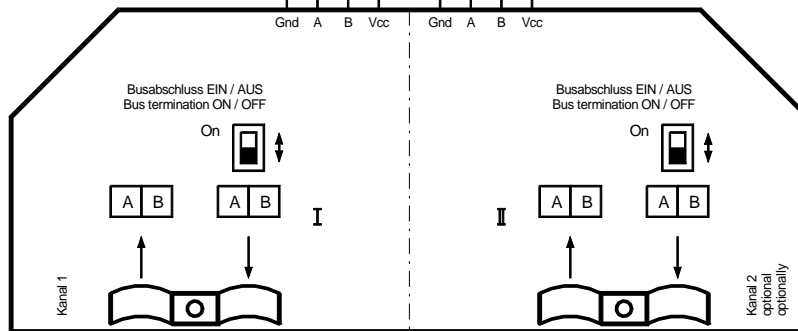 Gnd A B Vcc Gnd A B Vcc
Busabschluss EIN / AUS
Bus termination ON / OFF
On
A B A B
I
Kanal 1
Busabschluss EIN / AUS
Bus termination ON / OFF
On
A B A B
II
Kanal 2
optional
optionally